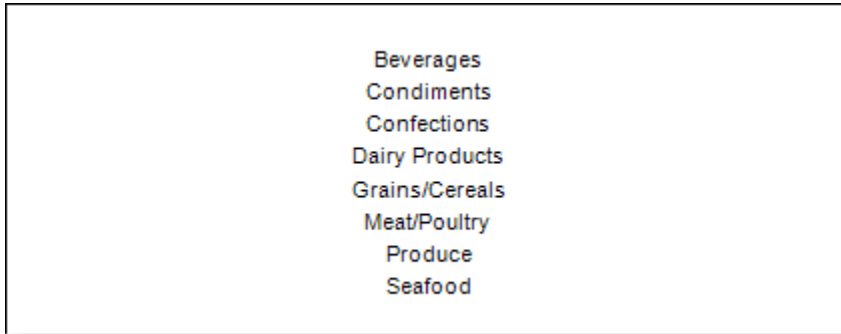 Beverages
Condiments
Confections
Dairy Products
Grains/Cereals
Meat/Poultry
Produce
Seafood